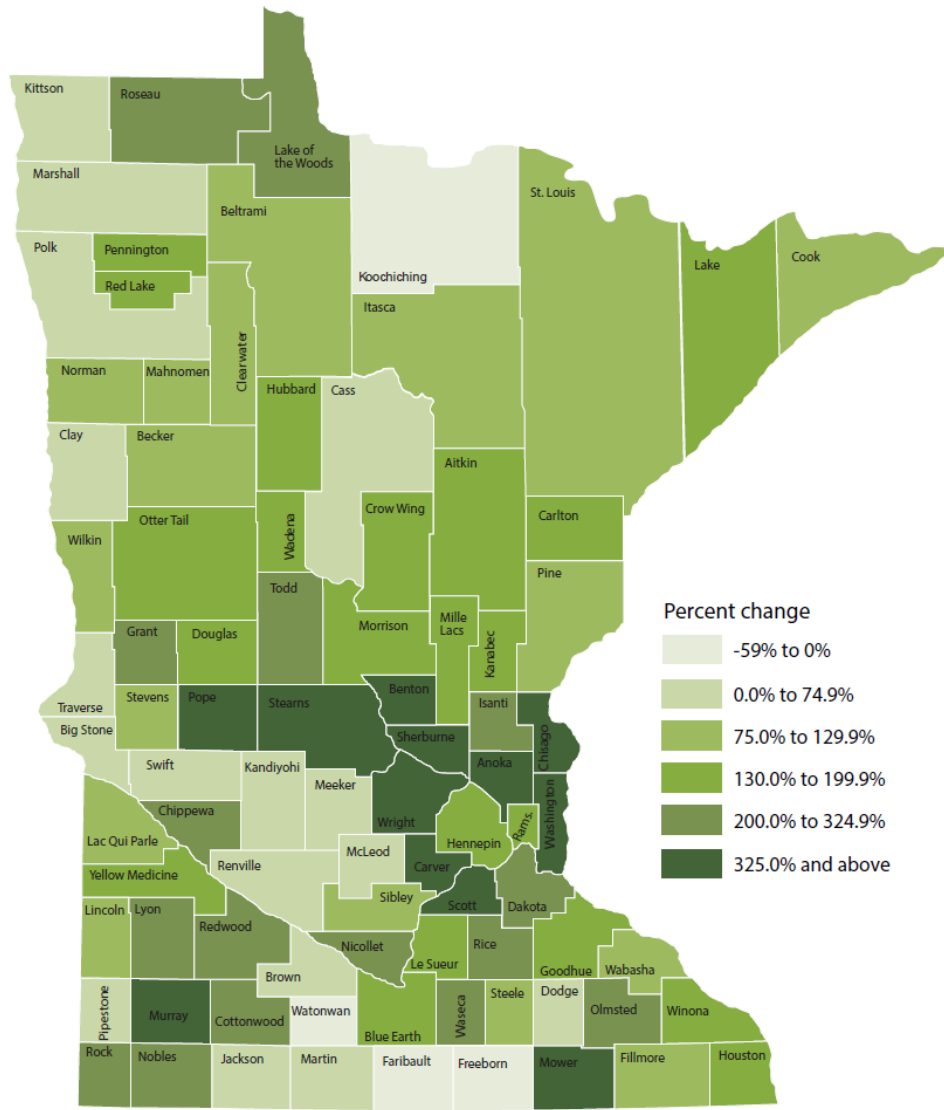 Kittson
Roseau
Lake of
the Woods
Marshall
Beltrami
St. Louis
Polk
Pennington
Koochiching
Lake
Cook
Red Lake
Itasca
Clearwater
Norman
Mahnomen
Hubbard
Cass
Clay
Becker
Aitkin
Crow Wing
Otter Tail
Carlton
Wilkin
Wadena
Pine
Todd
Mille
Lacs
Kanabec
Morrison
Grant
Douglas
Percent change
-59% to 0%
0.0% to 74.9%
75.0% to 129.9%
130.0% to 199.9%
200.0% to 324.9%
325.0% and above
Traverse
Stevens
Pope
Stearns
Benton
Isanti
Chisago
Big Stone
Sherburne
Swift
Kandiyohi
Meeker
Anoka
Washington
Chippewa
Wright
Rams.
Lac Qui Parle
Hennepin
Renville
McLeod
Carver
Yellow Medicine
Sibley
Scott
Dakota
Lincoln
Lyon
Redwood
Nicollet
Rice
Le Sueur
Goodhue
Wabasha
Brown
Pipestone
Murray
Cottonwood
Watonwan
Blue Earth
Waseca
Steele
Dodge
Olmsted
Winona
Rock
Nobles
Jackson
Martin
Faribault
Freeborn
Mower
Fillmore
Houston